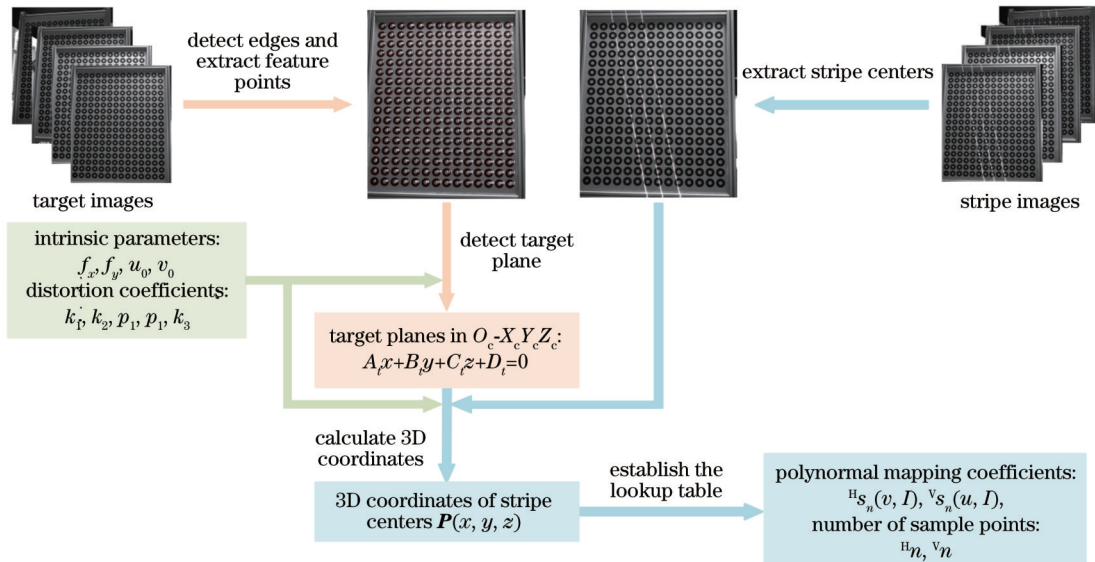 detect edges and
extract feature
points
extract stripe centers
target images
stripe images
intrinsic parameters:
fx, fy, u0, v0
distortion coefficients:
k1, k2, p1, p1, k3
detect target
plane
target planes in Oc-XcYcZc:
Atx+Bty+Ctz+Dt=0
calculate 3D
coordinates
3D coordinates of stripe
centers P(x, y, z)
establish the
lookup table
polynormal mapping coefficients:
ᴴsn(v, I), ⱽsn(u, I),
number of sample points:
ᴴn, ⱽn